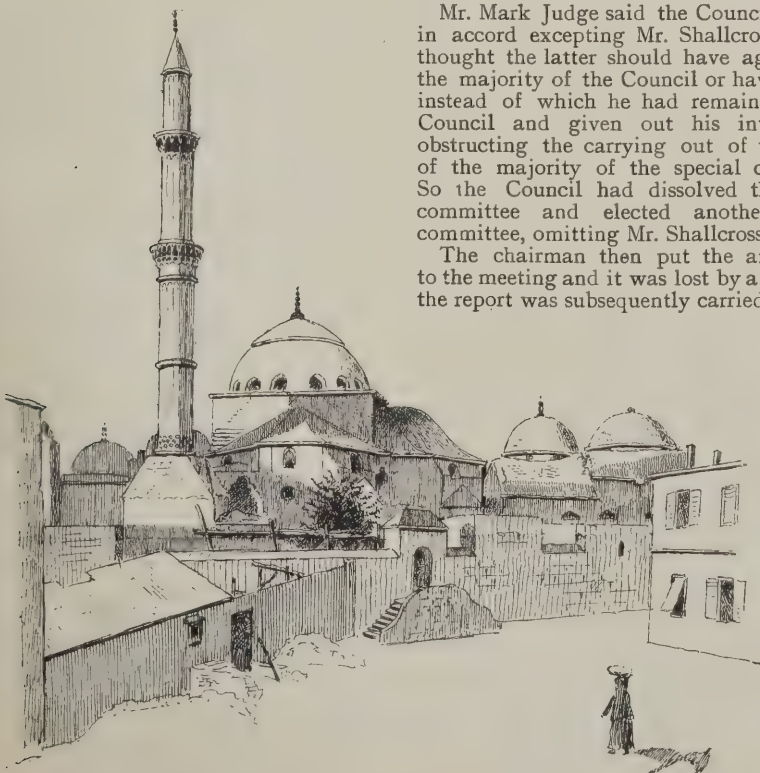 Mr. Mark Judge said the Counc
in accord excepting Mr. Shallcro
thought the latter should have ag
the majority of the Council or hav
instead of which he had remain
Council and given out his int
obstructing the carrying out of
of the majority of the special c
So the Council had dissolved t
committee and elected anothe
committee, omitting Mr. Shallcross
The chairman then put the a
to the meeting and it was lost by a
the report was subsequently carried